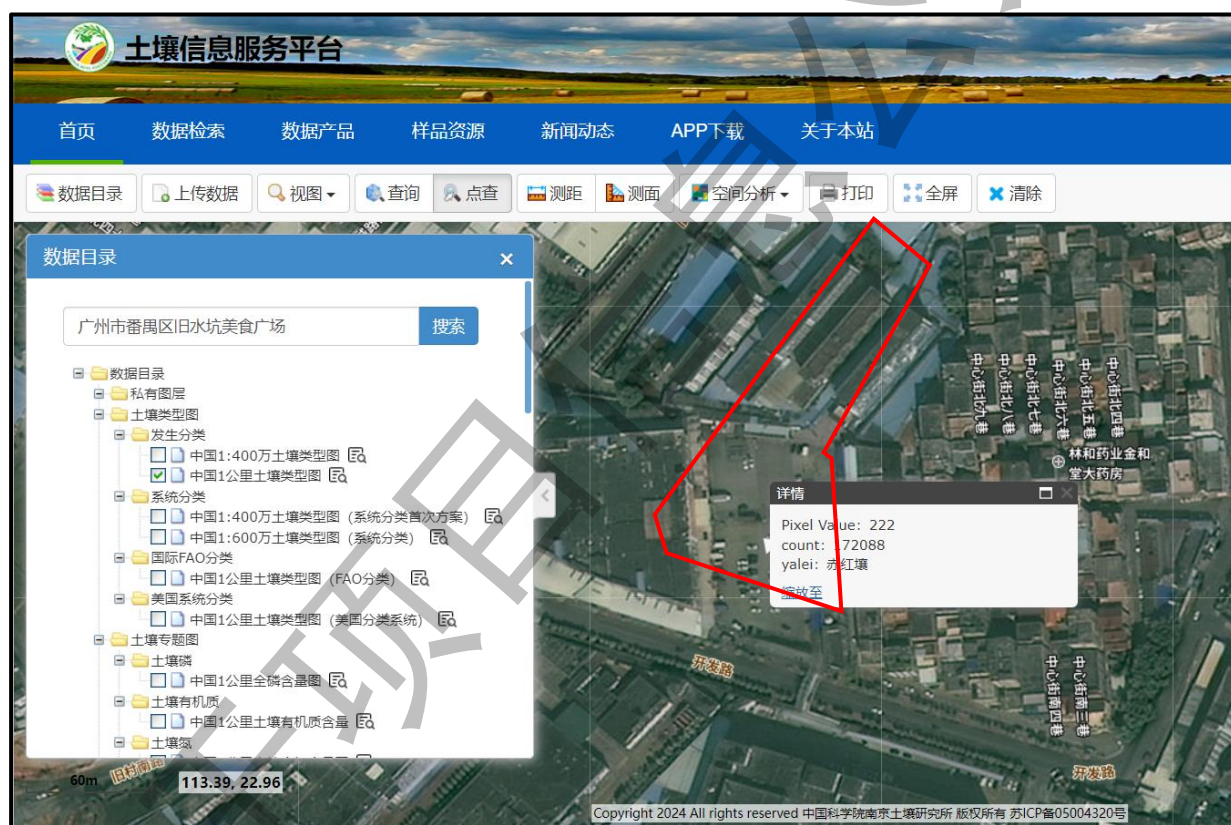 土壤信息服务平台
首页 数据检索 数据产品 样品资源 新闻动态 APP下载 关于本站
数据目录 上传数据 视图 查询 点查 测距 测面 空间分析 打印 全屏 清除
数据目录 ×
广州市番禺区旧水坑美食广场 搜索
数据目录
私有图层
土壤类型图
发生分类
中国1:400万土壤类型图
中国1公里土壤类型图
系统分类
中国1:400万土壤类型图（系统分类首次方案）
中国1:600万土壤类型图（系统分类）
国际FAO分类
中国1公里土壤类型图（FAO分类）
美国系统分类
中国1公里土壤类型图（美国分类系统）
土壤专题图
土壤磷
中国1公里全磷含量图
土壤有机质
中国1公里土壤有机质含量
土壤氮
中心街北九巷
中心街北八巷
中心街北七巷
中心街北六巷
中心街北五巷
中心街北四巷
林和药业金和
堂大药房
详情
Pixel Value: 222
count: 172088
yalei: 赤红壤
缩放至
开发路
中心街南四巷
中心街南三巷
开发路
60m
旧村南路
113.39, 22.96
Copyright 2024 All rights reserved 中国科学院南京土壤研究所 版权所有 苏ICP备05004320号